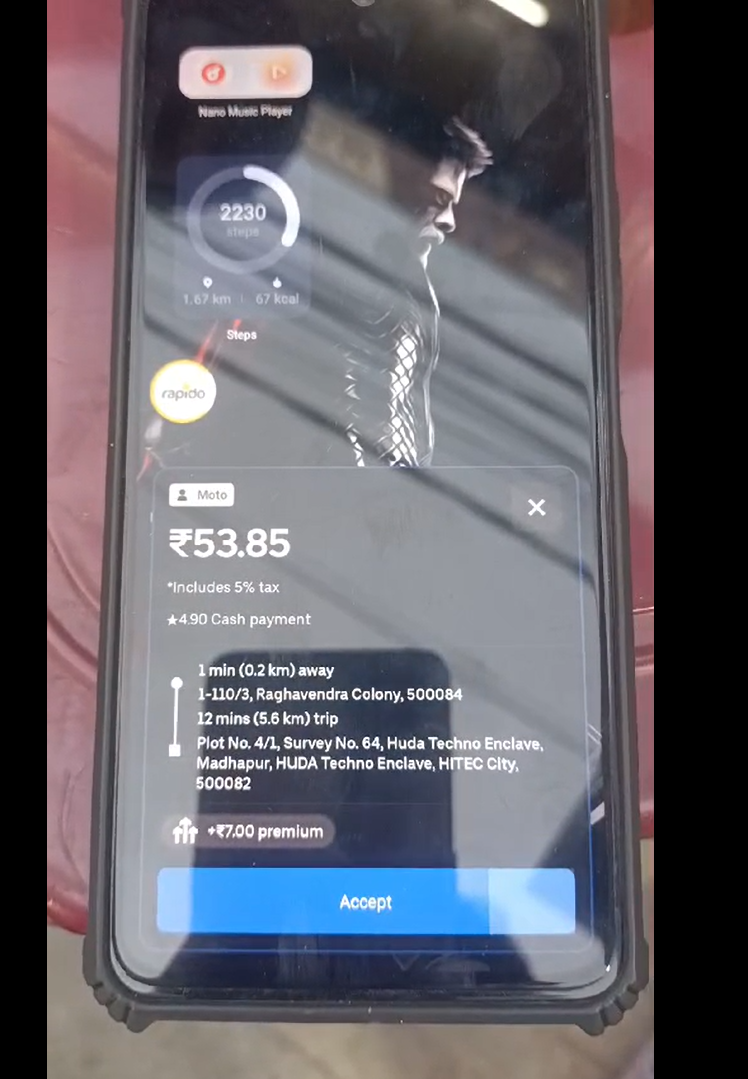 Nano Music Player
2230
steps
1.67 km | 67 kcal
Steps
rapido
Moto
₹53.85
*Includes 5% tax
★4.90 Cash payment
1 min (0.2 km) away
1-110/3, Raghavendra Colony, 500084
12 mins (5.6 km) trip
Plot No. 4/1, Survey No. 64, Huda Techno Enclave,
Madhapur, HUDA Techno Enclave, HITEC City,
500082
+₹7.00 premium
Accept